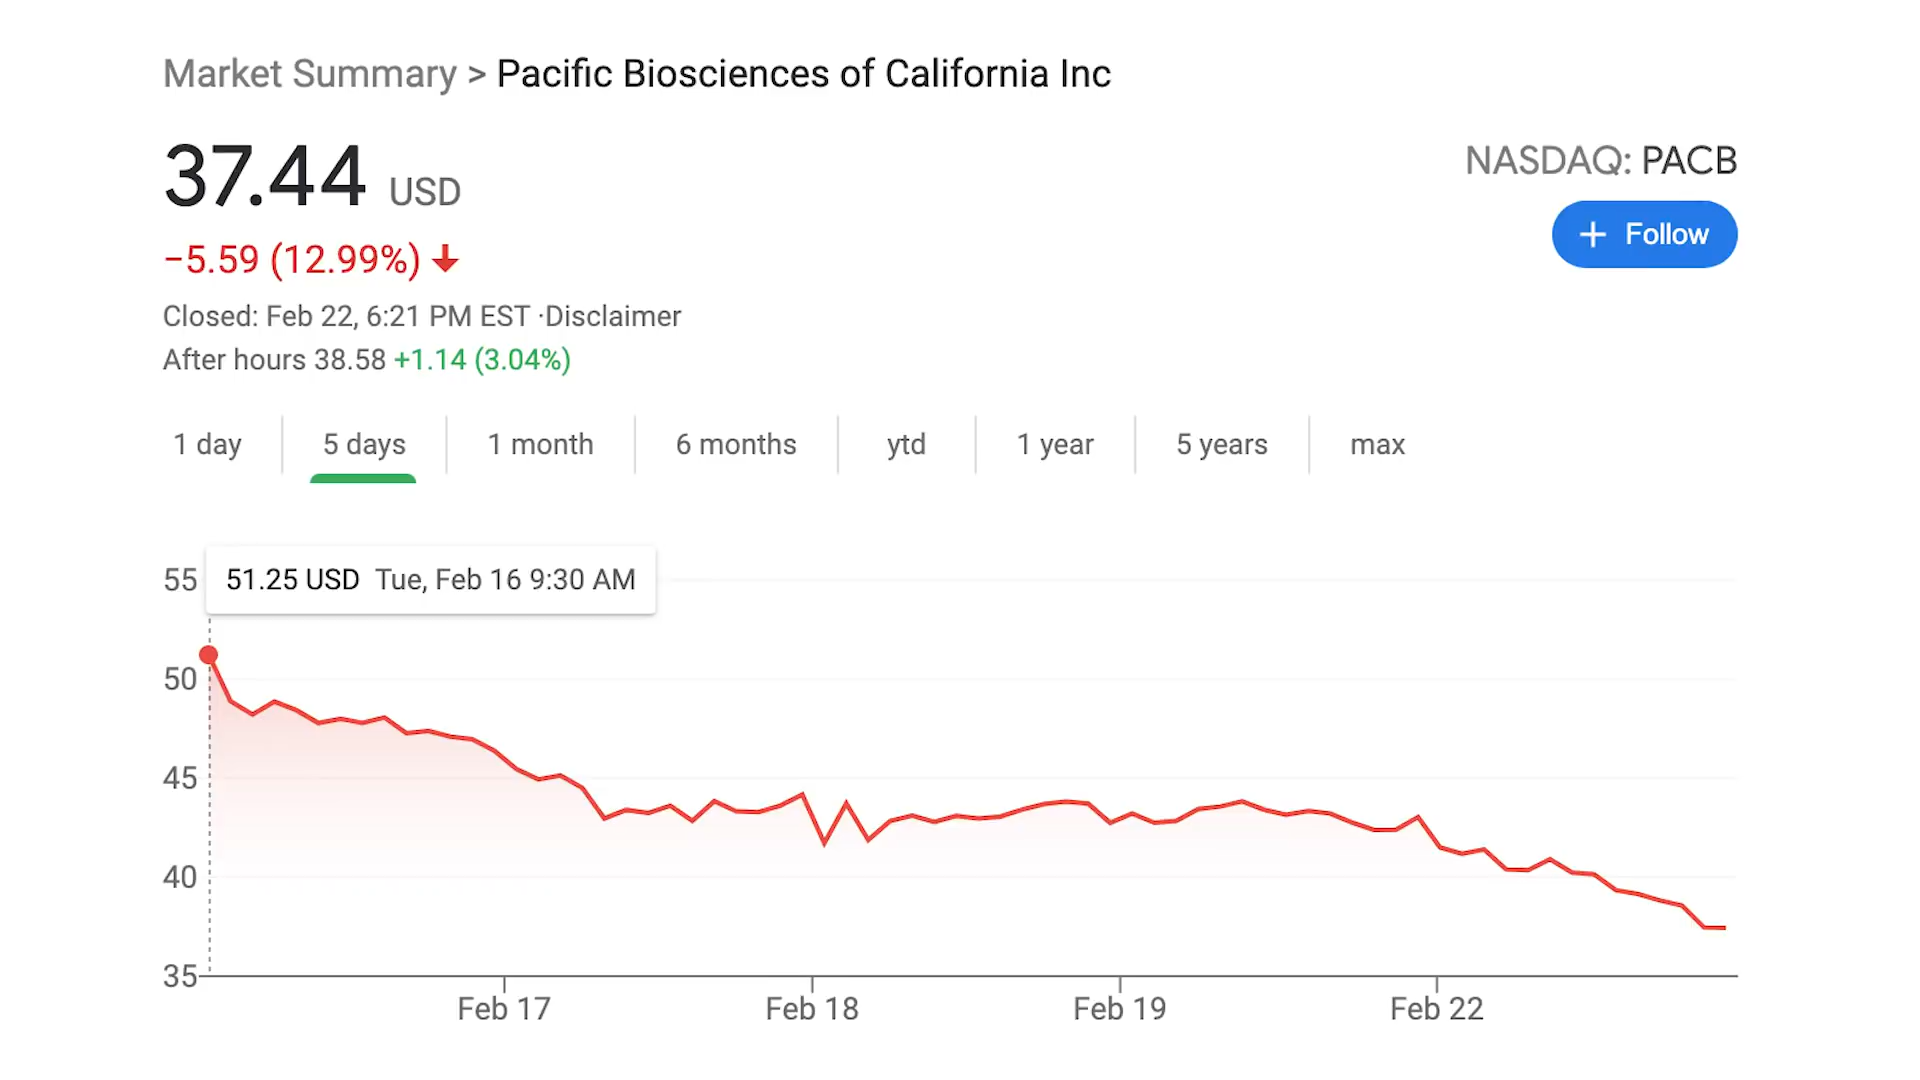 Market Summary > Pacific Biosciences of California Inc
37.44 USD
NASDAQ: PACB
+ Follow
−5.59 (12.99%)
Closed: Feb 22, 6:21 PM EST ·Disclaimer
After hours 38.58 +1.14 (3.04%)
1 day 5 days 1 month 6 months ytd 1 year 5 years max
55
51.25 USD Tue, Feb 16 9:30 AM
50
45
40
35
Feb 17 Feb 18 Feb 19 Feb 22